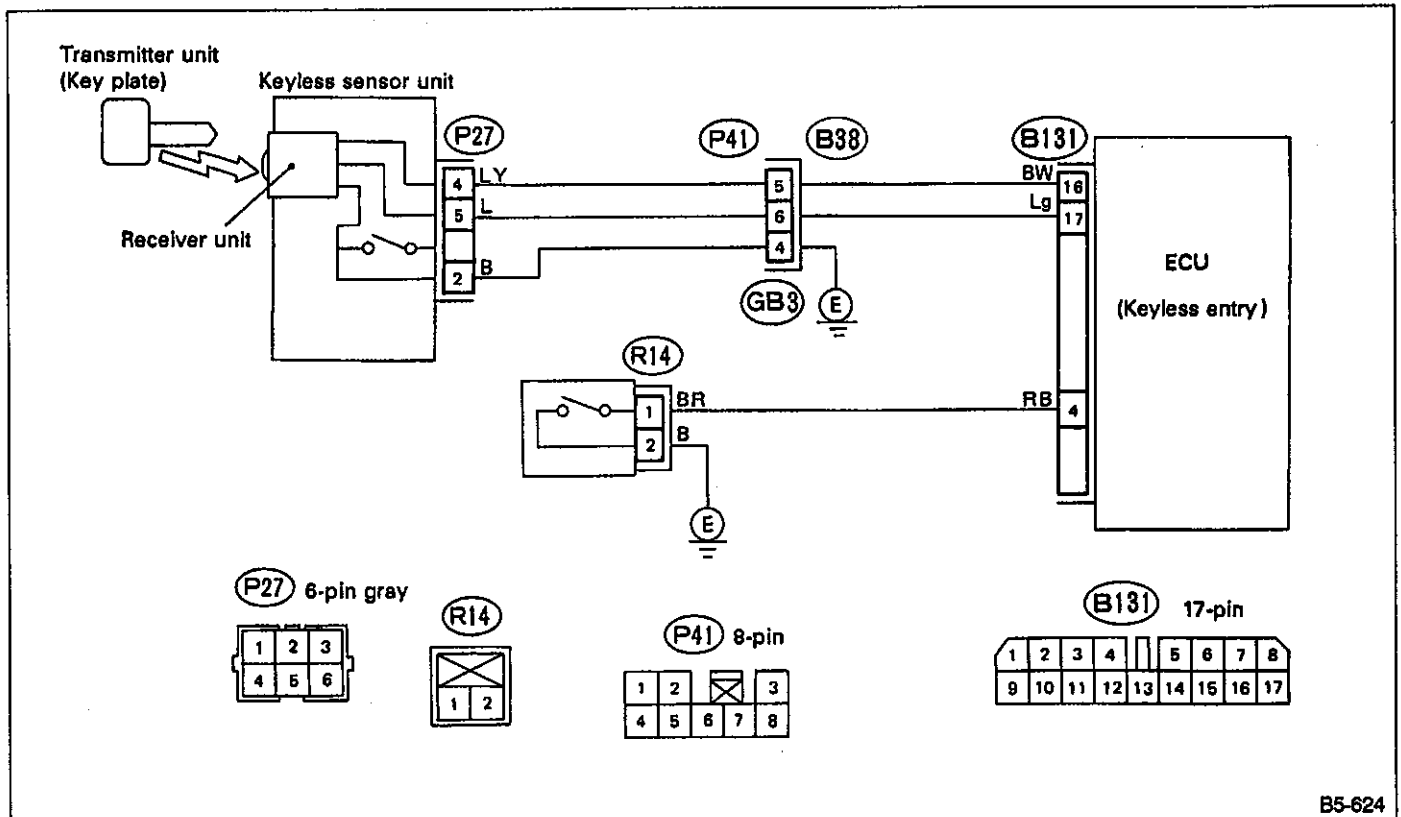 Transmitter unit
(Key plate)
Keyless sensor unit
Receiver unit
P27
4 LY
5 L
2 B
P41 B38
5
6
4
GB3
E
B131
BW 16
Lg 17
RB 4
ECU
(Keyless entry)
R14
1 BR
2 B
E
P27 6-pin gray
1 2 3
4 5 6
R14
1 2
P41 8-pin
1 2 3
4 5 6 7 8
B131 17-pin
1 2 3 4 5 6 7 8
9 10 11 12 13 14 15 16 17
B5-624